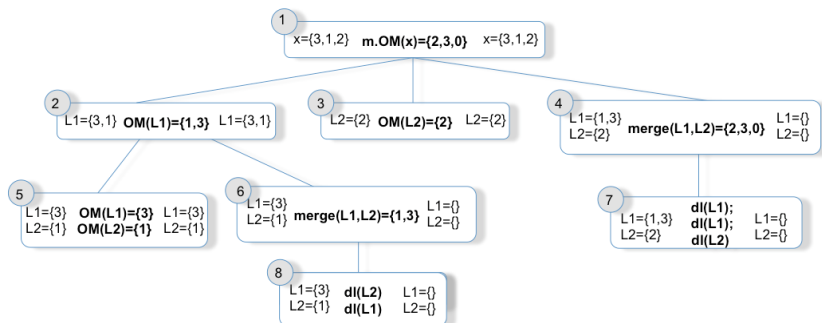 1
x={3,1,2} m.OM(x)={2,3,0} x={3,1,2}
2
L1={3,1} OM(L1)={1,3} L1={3,1}
3
L2={2} OM(L2)={2} L2={2}
4
L1={1,3} merge(L1,L2)={2,3,0} L1={}
L2={2} L2={}
5
L1={3} OM(L1)={3} L1={3}
L2={1} OM(L2)={1} L2={1}
6
L1={3} merge(L1,L2)={1,3} L1={}
L2={1} L2={}
7
dl(L1);
L1={1,3} dl(L1); L1={}
L2={2} dl(L2) L2={}
8
L1={3} dl(L2) L1={}
L2={1} dl(L1) L2={}